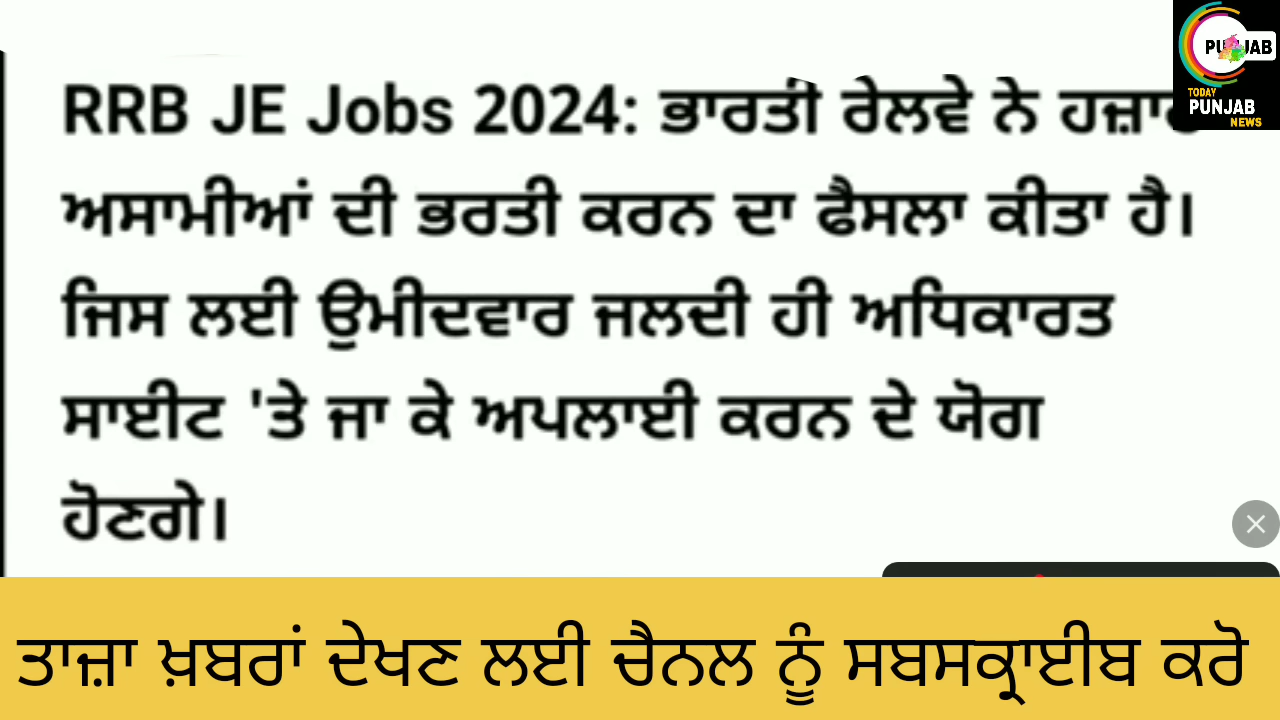 PUNJAB
TODAY
PUNJAB
NEWS
RRB JE Jobs 2024: ਭਾਰਤੀ ਰੇਲਵੇ ਨੇ
ਅਸਾਮੀਆਂ ਦੀ ਭਰਤੀ ਕਰਨ ਦਾ ਫੈਸਲਾ ਕੀਤਾ ਹੈ।
ਜਿਸ ਲਈ ਉਮੀਦਵਾਰ ਜਲਦੀ ਹੀ ਅਧਿਕਾਰਤ
ਸਾਈਟ 'ਤੇ ਜਾ ਕੇ ਅਪਲਾਈ ਕਰਨ ਦੇ ਯੋਗ
ਹੋਣਗੇ।
ਤਾਜ਼ਾ ਖ਼ਬਰਾਂ ਦੇਖਣ ਲਈ ਚੈਨਲ ਨੂੰ ਸਬਸਕ੍ਰਾਈਬ ਕਰੋ